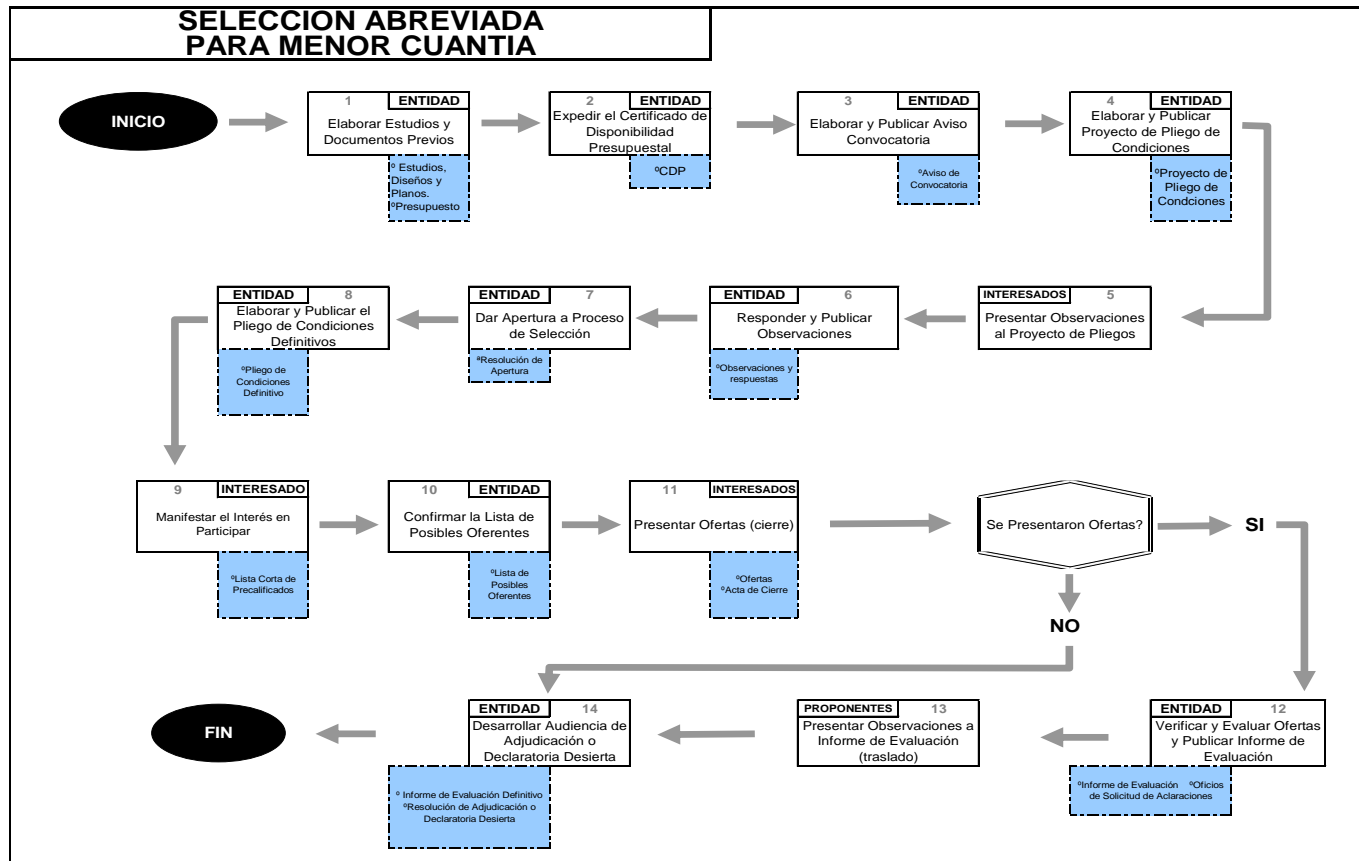 SELECCION ABREVIADA
PARA MENOR CUANTIA
INICIO
1
ENTIDAD
Elaborar Estudios y
Documentos Previos
º Estudios,
Diseños y
Planos.
ºPresupuesto
2
ENTIDAD
Expedir el Certificado de
Disponibilidad
Presupuestal
ºCDP
3
ENTIDAD
Elaborar y Publicar Aviso
Convocatoria
ºAviso de
Convocatoria
4
ENTIDAD
Elaborar y Publicar
Proyecto de Pliego de
Condiciones
ºProyecto de
Pliego de
Condciones
INTERESADOS
5
Presentar Observaciones
al Proyecto de Pliegos
ENTIDAD
6
Responder y Publicar
Observaciones
ºObservaciones y
respuestas
ENTIDAD
7
Dar Apertura a Proceso
de Selección
ªResolución de
Apertura
ENTIDAD
8
Elaborar y Publicar el
Pliego de Condiciones
Definitivos
ºPliego de
Condiciones
Definitivo
9
INTERESADO
Manifestar el Interés en
Participar
ºLista Corta de
Precalificados
10
ENTIDAD
Confirmar la Lista de
Posibles Oferentes
ºLista de
Posibles
Oferentes
11
INTERESADOS
Presentar Ofertas (cierre)
ºOfertas
ºActa de Cierre
Se Presentaron Ofertas?
SI
NO
ENTIDAD
12
Verificar y Evaluar Ofertas
y Publicar Informe de
Evaluación
ºInforme de Evaluación ºOficios
de Solicitud de Aclaraciones
PROPONENTES
13
Presentar Observaciones a
Informe de Evaluación
(traslado)
ENTIDAD
14
Desarrollar Audiencia de
Adjudicación o
Declaratoria Desierta
º Informe de Evaluación Definitivo
ºResolución de Adjudicación o
Declaratoria Desierta
FIN